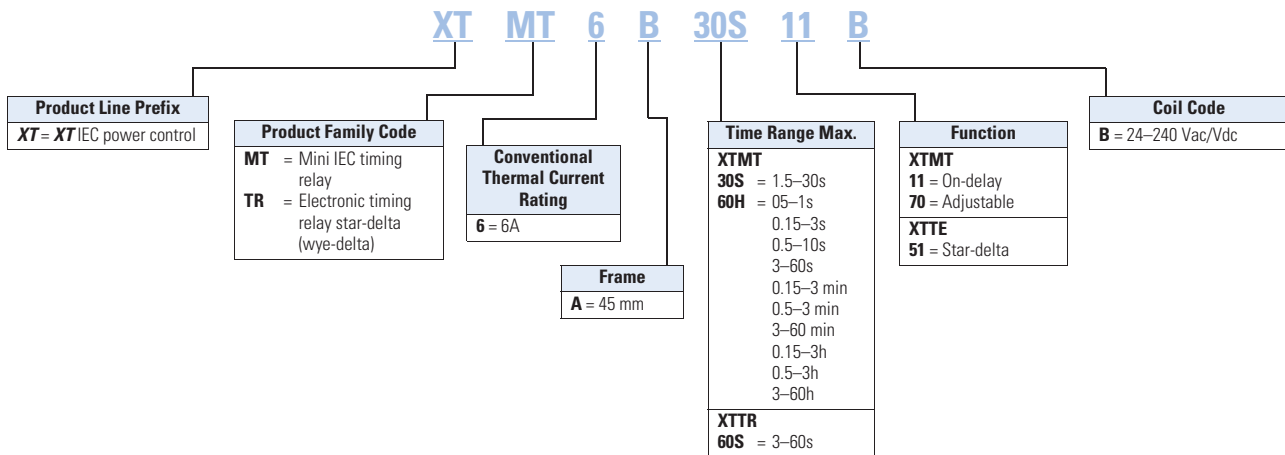 XT MT 6 B 30S 11 B
Product Line Prefix
XT = XT IEC power control
Product Family Code
MT = Mini IEC timing
relay
TR = Electronic timing
relay star-delta
(wye-delta)
Conventional
Thermal Current
Rating
6 = 6A
Frame
A = 45 mm
Time Range Max.
XTMT
30S = 1.5–30s
60H = 05–1s
0.15–3s
0.5–10s
3–60s
0.15–3 min
0.5–3 min
3–60 min
0.15–3h
0.5–3h
3–60h
XTTR
60S = 3–60s
Function
XTMT
11 = On-delay
70 = Adjustable
XTTE
51 = Star-delta
Coil Code
B = 24–240 Vac/Vdc